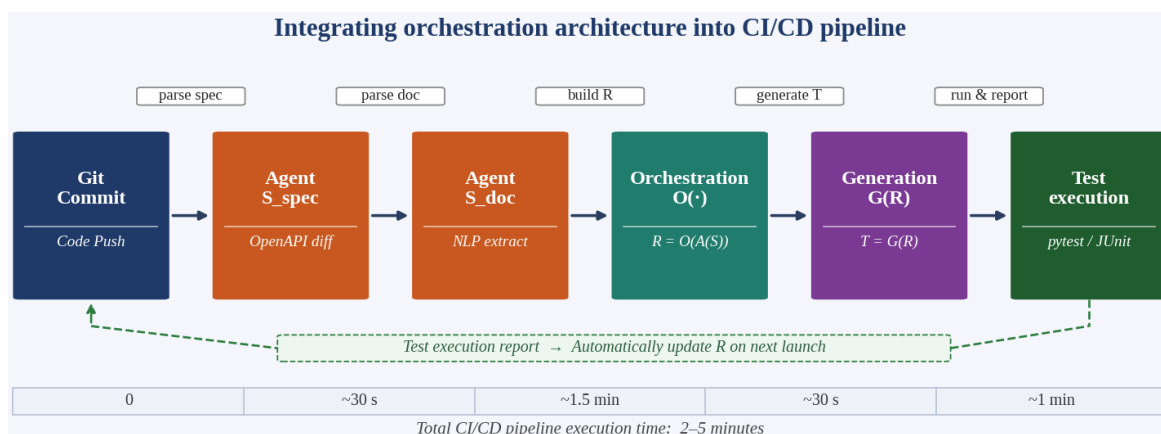 Integrating orchestration architecture into CI/CD pipeline
parse spec
parse doc
build R
generate T
run & report
Git
Commit
Code Push
Agent
S_spec
OpenAPI diff
Agent
S_doc
NLP extract
Orchestration
O(·)
R = O(A(S))
Generation
G(R)
T = G(R)
Test
execution
pytest / JUnit
Test execution report → Automatically update R on next launch
0
~30 s
~1.5 min
~30 s
~1 min
Total CI/CD pipeline execution time: 2–5 minutes